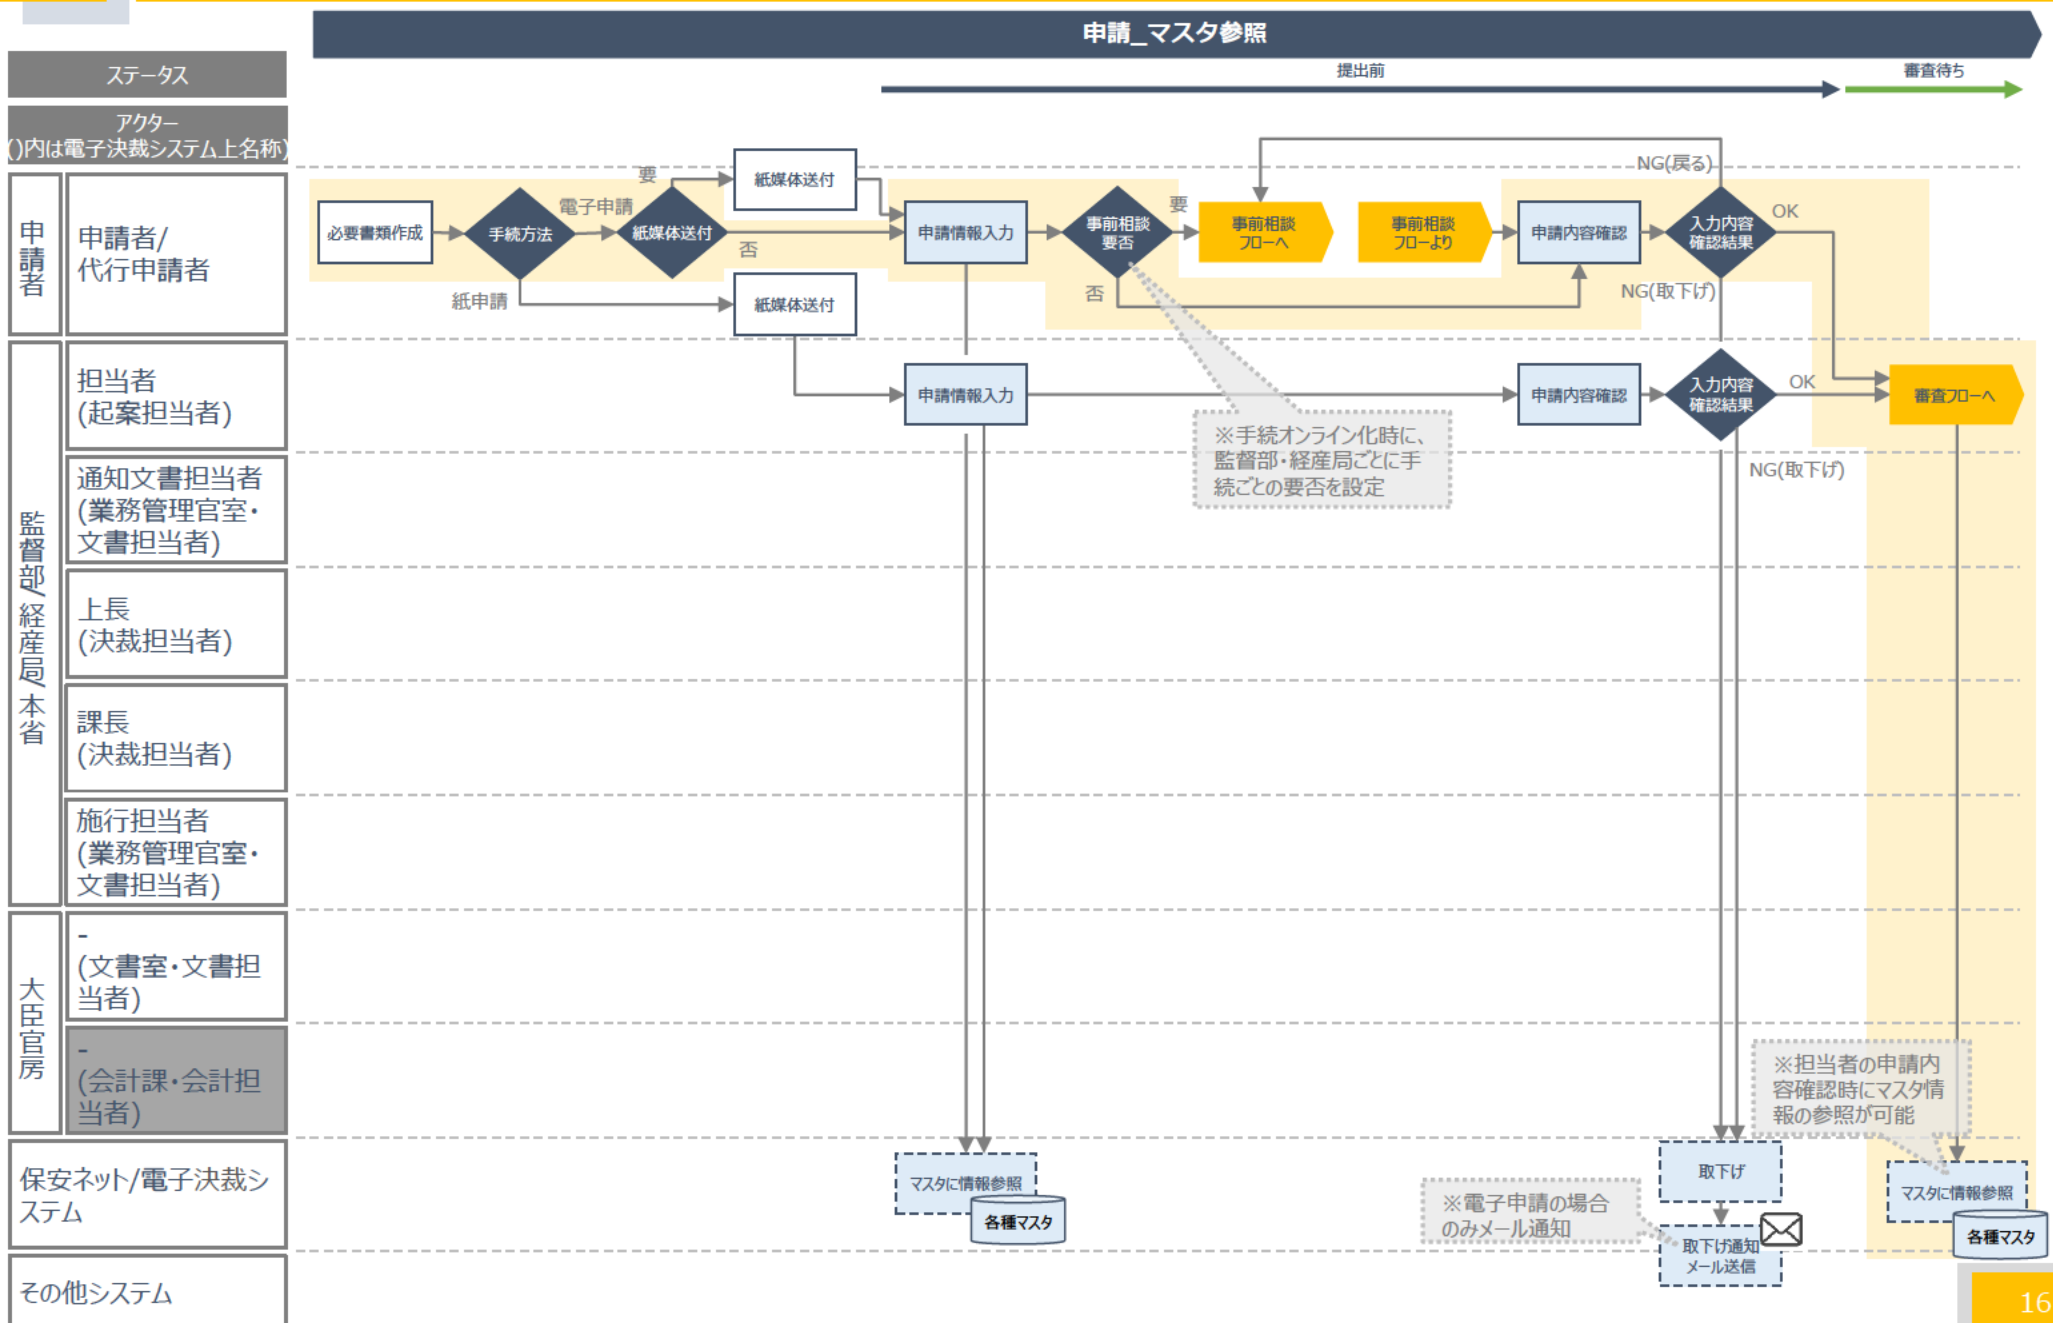 申請_マスタ参照
ステータス
提出前
審査待ち
アクター
()内は電子決裁システム上名称)
申請者
申請者/
代行申請者
必要書類作成
手続方法
電子申請
紙申請
紙媒体送付
要
否
紙媒体送付
紙媒体送付
申請情報入力
事前相談
要否
要
否
事前相談
フローへ
事前相談
フローより
申請内容確認
入力内容
確認結果
NG(戻る)
OK
NG(取下げ)
監督部/経産局/本省
担当者
(起案担当者)
申請情報入力
申請内容確認
入力内容
確認結果
OK
NG(取下げ)
審査フローへ
※手続オンライン化時に、
監督部・経産局ごとに手
続ごとの要否を設定
通知文書担当者
(業務管理官室・
文書担当者)
上長
(決裁担当者)
課長
(決裁担当者)
施行担当者
(業務管理官室・
文書担当者)
大臣官房
-
(文書室・文書担
当者)
-
(会計課・会計担
当者)
※担当者の申請内
容確認時にマスタ情
報の参照が可能
保安ネット/電子決裁シ
ステム
マスタに情報参照
各種マスタ
※電子申請の場合
のみメール通知
取下げ
取下げ通知
メール送信
マスタに情報参照
各種マスタ
その他システム
16